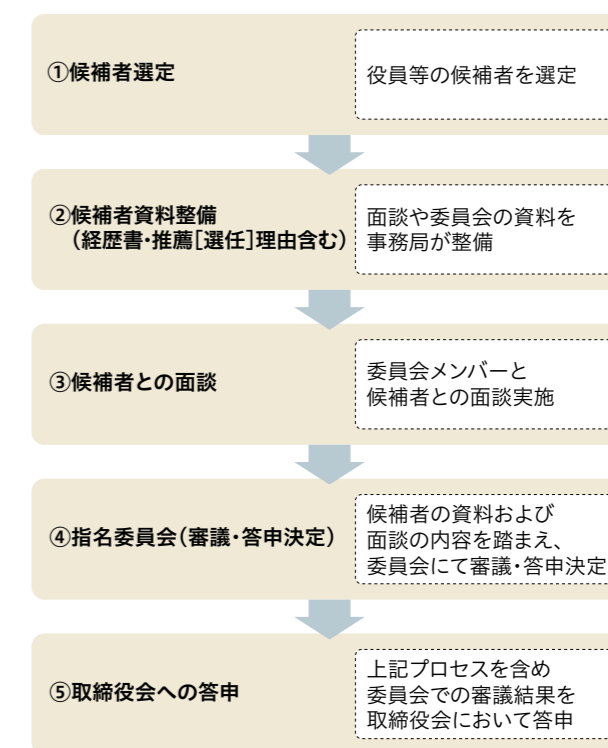 ①候補者選定
役員等の候補者を選定
②候補者資料整備
（経歴書・推薦［選任］理由含む）
面談や委員会の資料を
事務局が整備
③候補者との面談
委員会メンバーと
候補者との面談実施
④指名委員会（審議・答申決定）
候補者の資料および
面談の内容を踏まえ、
委員会にて審議・答申決定
⑤取締役会への答申
上記プロセスを含め
委員会での審議結果を
取締役会において答申